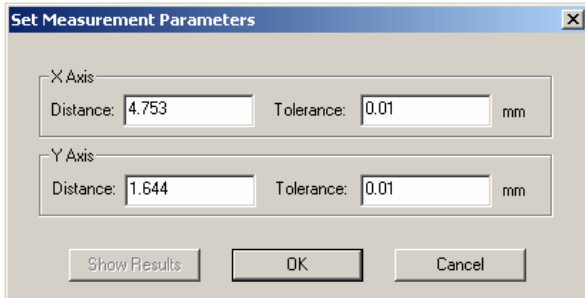 Set Measurement Parameters
X Axis
Distance: 4.753 Tolerance: 0.01 mm
Y Axis
Distance: 1.644 Tolerance: 0.01 mm
Show Results OK Cancel